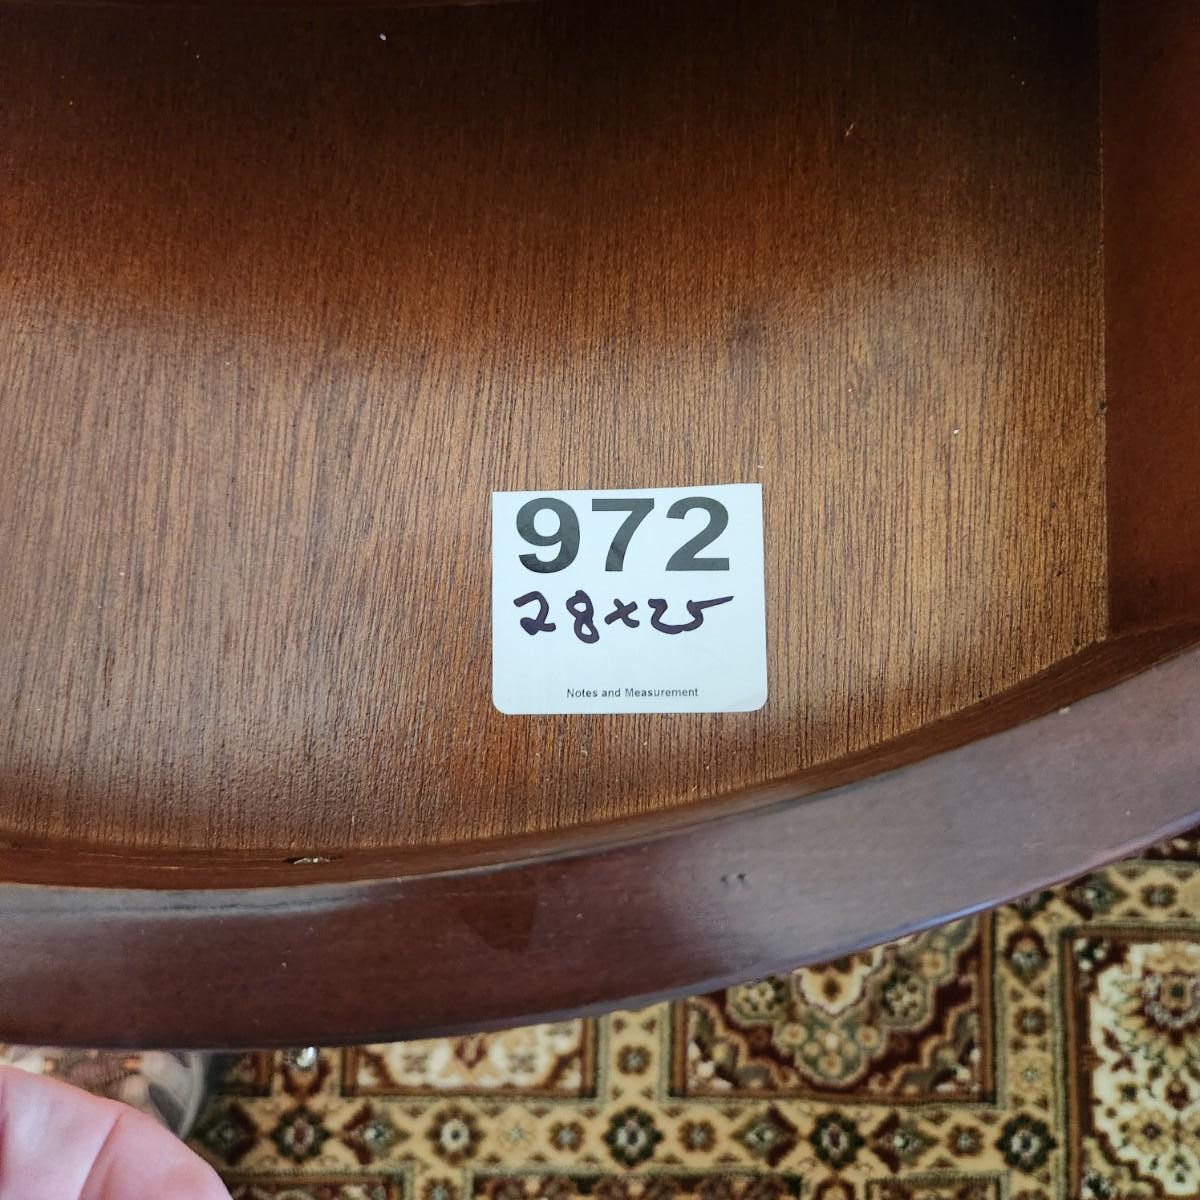 972
28x25
Notes and Measurement